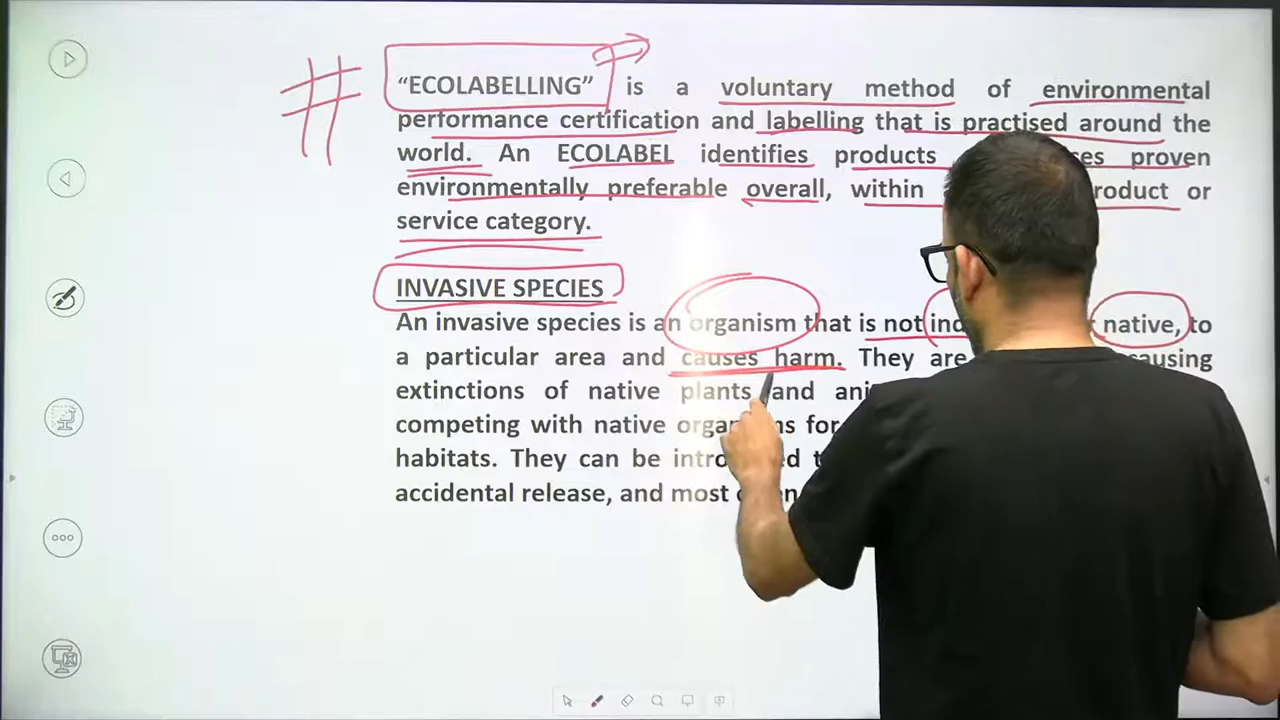 “ECOLABELLING” is a voluntary method of environmental
performance certification and labelling that is practised around the
world. An ECOLABEL identifies products proven
environmentally preferable overall, within or
service category.
INVASIVE SPECIES
An invasive species is an organism that is not native, to
a particular area and causes harm. They are causing
extinctions of native plants and
competing with native for
habitats. They can be
accidental release, and most